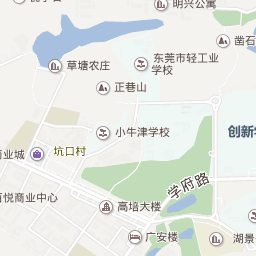 明兴公寓
凿石
东莞市轻工业
学校
草塘农庄
正巷山
小牛津学校
创新
坑口村
业城
学府路
悦商业中心
高培大楼
广安楼
湖景